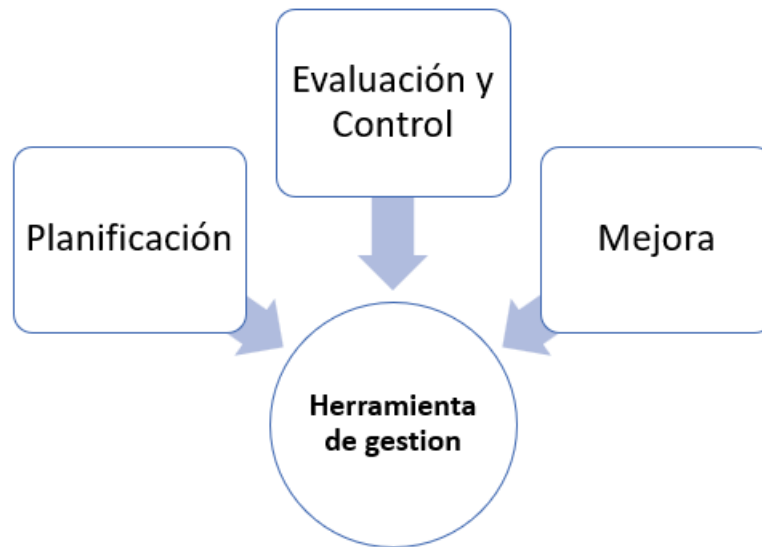 Evaluación y
Control
Planificación
Mejora
Herramienta
de gestion